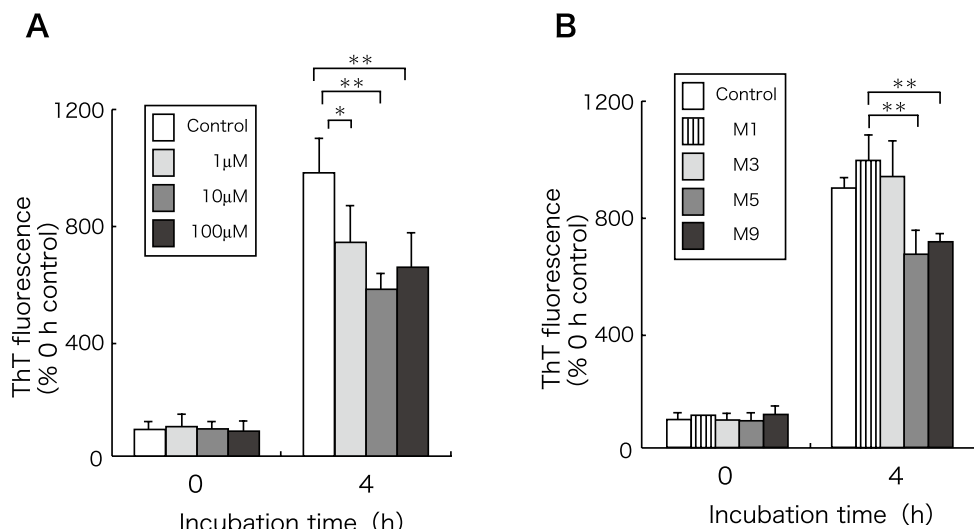 A
ThT fluorescence
(% 0 h control)
1200
800
400
0
Control
1μM
10μM
100μM
**
**
*
0
4
Incubation time (h)
B
ThT fluorescence
(% 0 h control)
1200
800
400
0
Control
M1
M3
M5
M9
**
**
0
4
Incubation time (h)